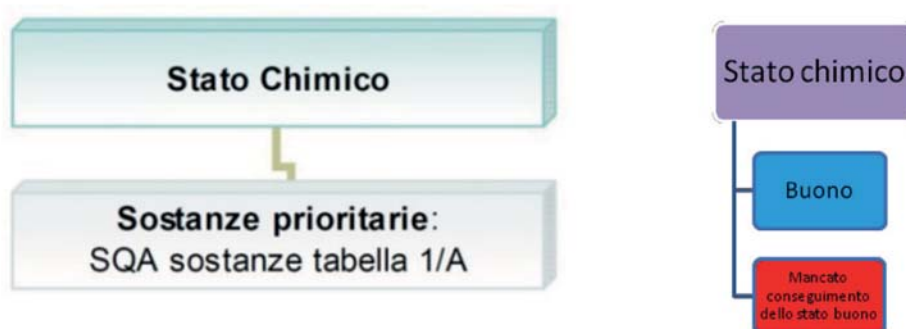 Stato Chimico
Sostanze prioritarie:
SQA sostanze tabella 1/A
Stato chimico
Buono
Mancato
conseguimento
dello stato buono